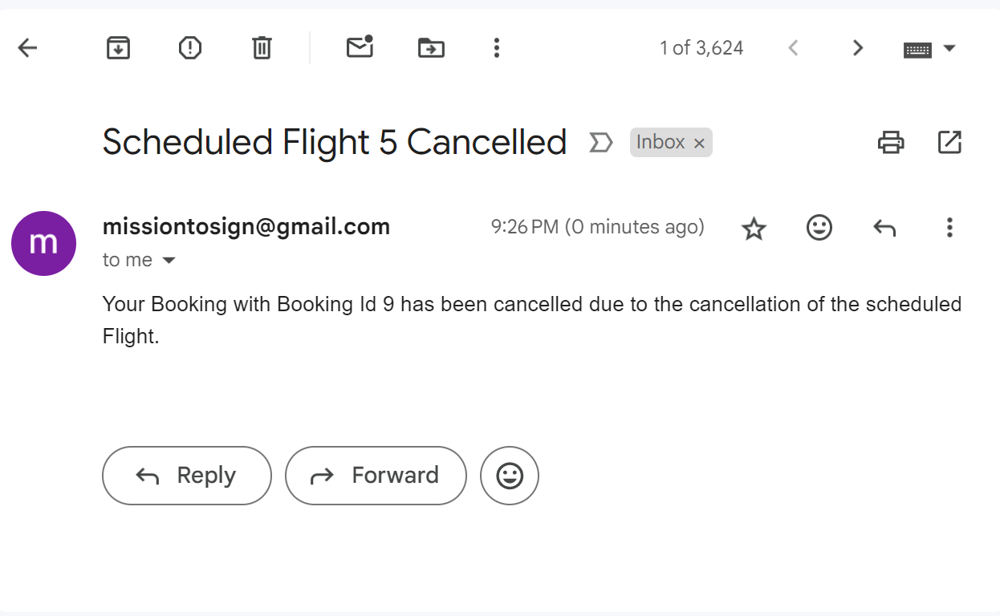 1 of 3,624
Scheduled Flight 5 Cancelled Inbox ×
m
missiontosign@gmail.com 9:26 PM (0 minutes ago)
to me
Your Booking with Booking Id 9 has been cancelled due to the cancellation of the scheduled
Flight.
Reply Forward